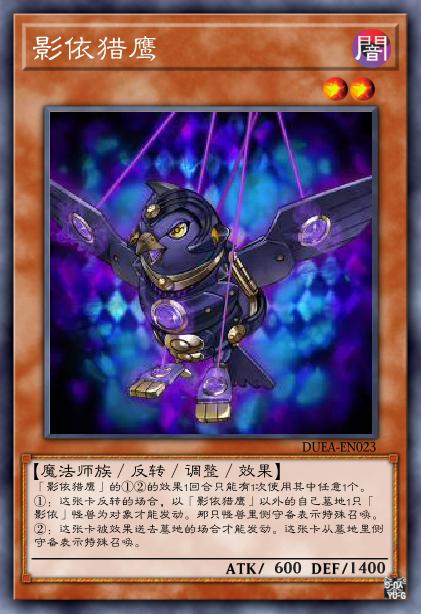 影依猎鹰
闇
DUEA-EN023
【魔法师族／反转／调整／效果】
「影依猎鹰」的①②的效果1回合只能有1次使用其中任意1个。
①：这张卡反转的场合，以「影依猎鹰」以外的自己墓地1只「
影依」怪兽为对象才能发动。那只怪兽里侧守备表示特殊召唤。
②：这张卡被效果送去墓地的场合才能发动。这张卡从墓地里侧
守备表示特殊召唤。
ATK/ 600 DEF/1400